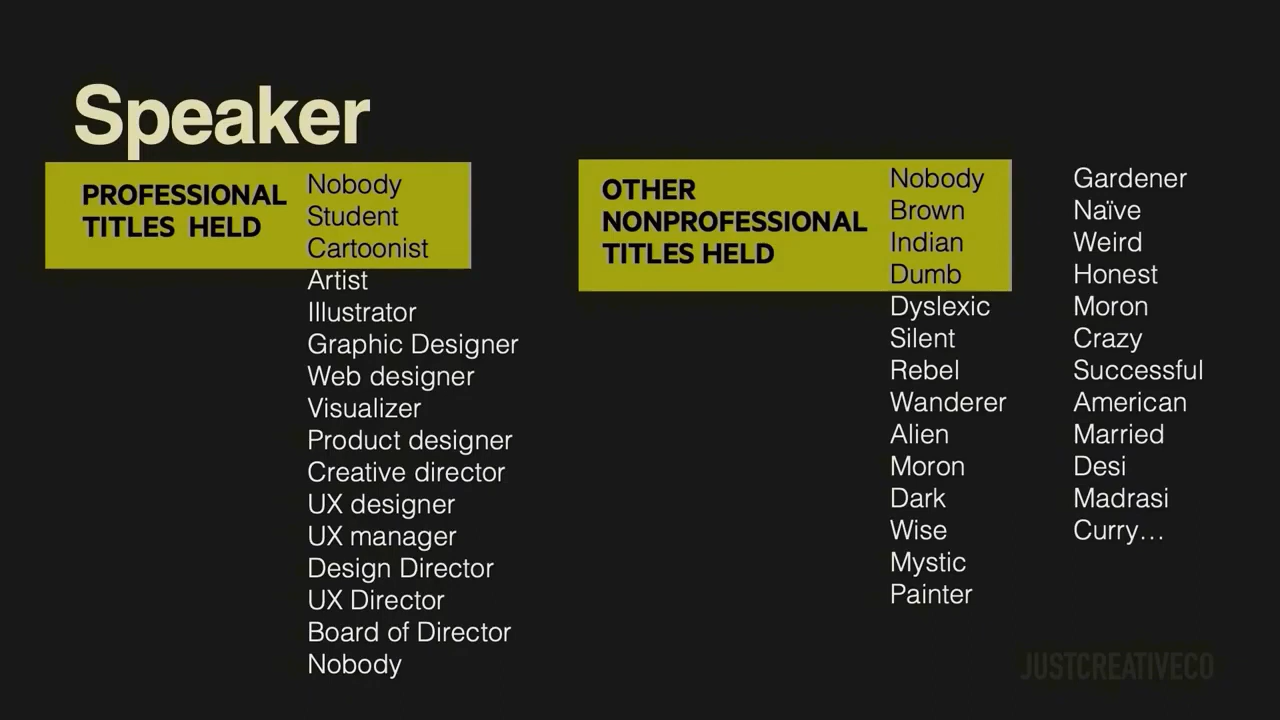 Speaker
PROFESSIONAL
TITLES HELD
Nobody
Student
Cartoonist
Artist
Illustrator
Graphic Designer
Web designer
Visualizer
Product designer
Creative director
UX designer
UX manager
Design Director
UX Director
Board of Director
Nobody
OTHER
NONPROFESSIONAL
TITLES HELD
Nobody
Brown
Indian
Dumb
Dyslexic
Silent
Rebel
Wanderer
Alien
Moron
Dark
Wise
Mystic
Painter
Gardener
Naïve
Weird
Honest
Moron
Crazy
Successful
American
Married
Desi
Madrasi
Curry...
JUSTCREATIVECO